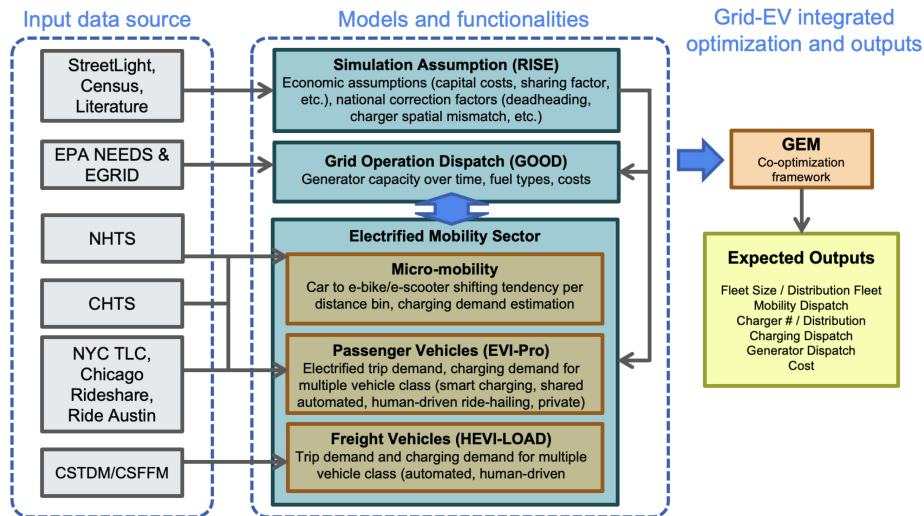 Input data source
Models and functionalities
Grid-EV integrated
optimization and outputs
StreetLight,
Census,
Literature
EPA NEEDS &
EGRID
NHTS
CHTS
NYC TLC,
Chicago
Rideshare,
Ride Austin
CSTDM/CSFFM
Simulation Assumption (RISE)
Economic assumptions (capital costs, sharing factor,
etc.), national correction factors (deadheading,
charger spatial mismatch, etc.)
Grid Operation Dispatch (GOOD)
Generator capacity over time, fuel types, costs
Electrified Mobility Sector
Micro-mobility
Car to e-bike/e-scooter shifting tendency per
distance bin, charging demand estimation
Passenger Vehicles (EVI-Pro)
Electrified trip demand, charging demand for
multiple vehicle class (smart charging, shared
automated, human-driven ride-hailing, private)
Freight Vehicles (HEVI-LOAD)
Trip demand and charging demand for multiple
vehicle class (automated, human-driven
GEM
Co-optimization
framework
Expected Outputs
Fleet Size / Distribution Fleet
Mobility Dispatch
Charger # / Distribution
Charging Dispatch
Generator Dispatch
Cost